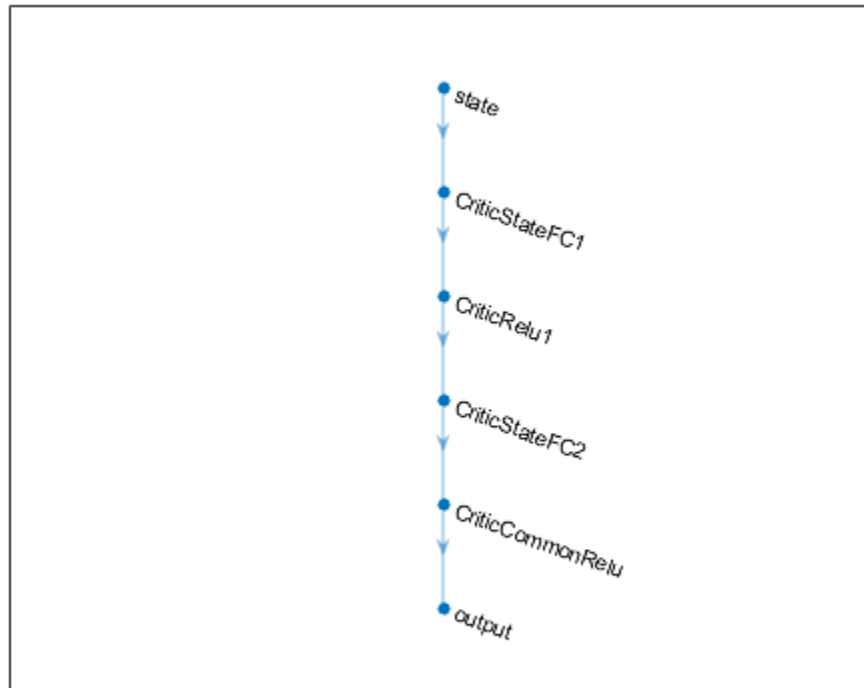 state
CriticStateFC1
CriticRelu1
CriticStateFC2
CriticCommonRelu
output